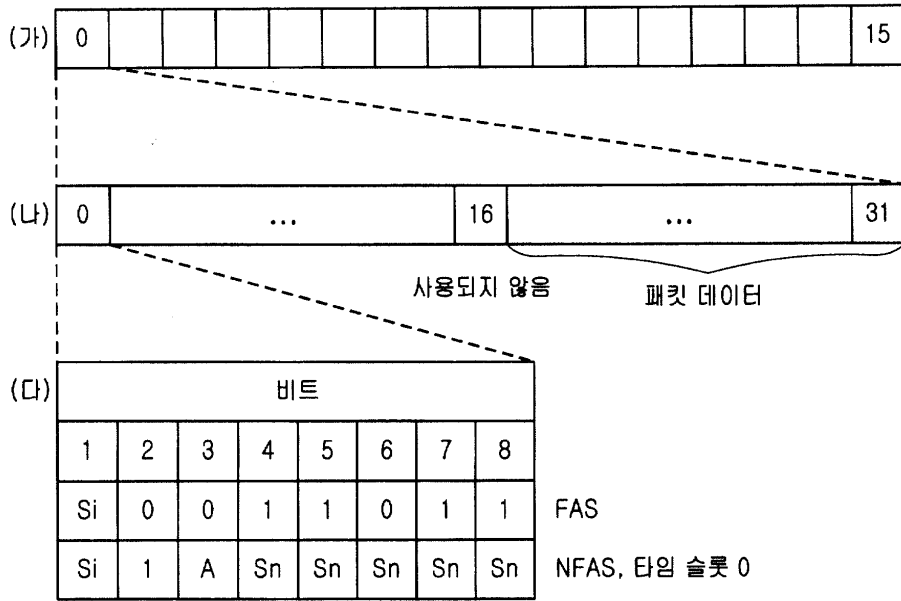 (가) 0 15
(나) 0 ... 16 ... 31
사용되지 않음 패킷 데이터
(다) 비트
1 2 3 4 5 6 7 8
Si 0 0 1 1 0 1 1 FAS
Si 1 A Sn Sn Sn Sn Sn NFAS, 타임 슬롯 0